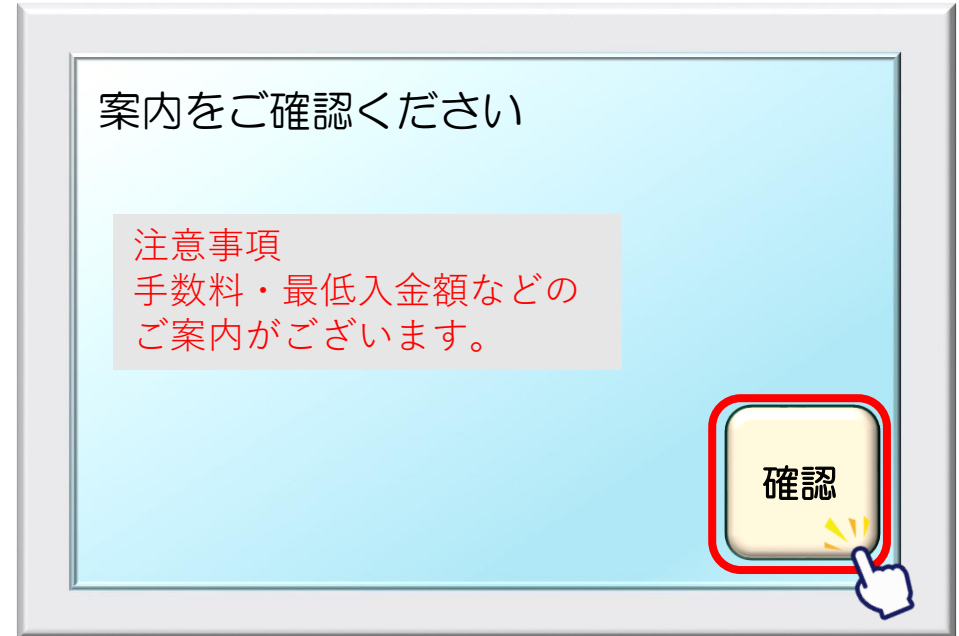 案内をご確認ください
注意事項
手数料・最低入金額などの
ご案内がございます。
確認